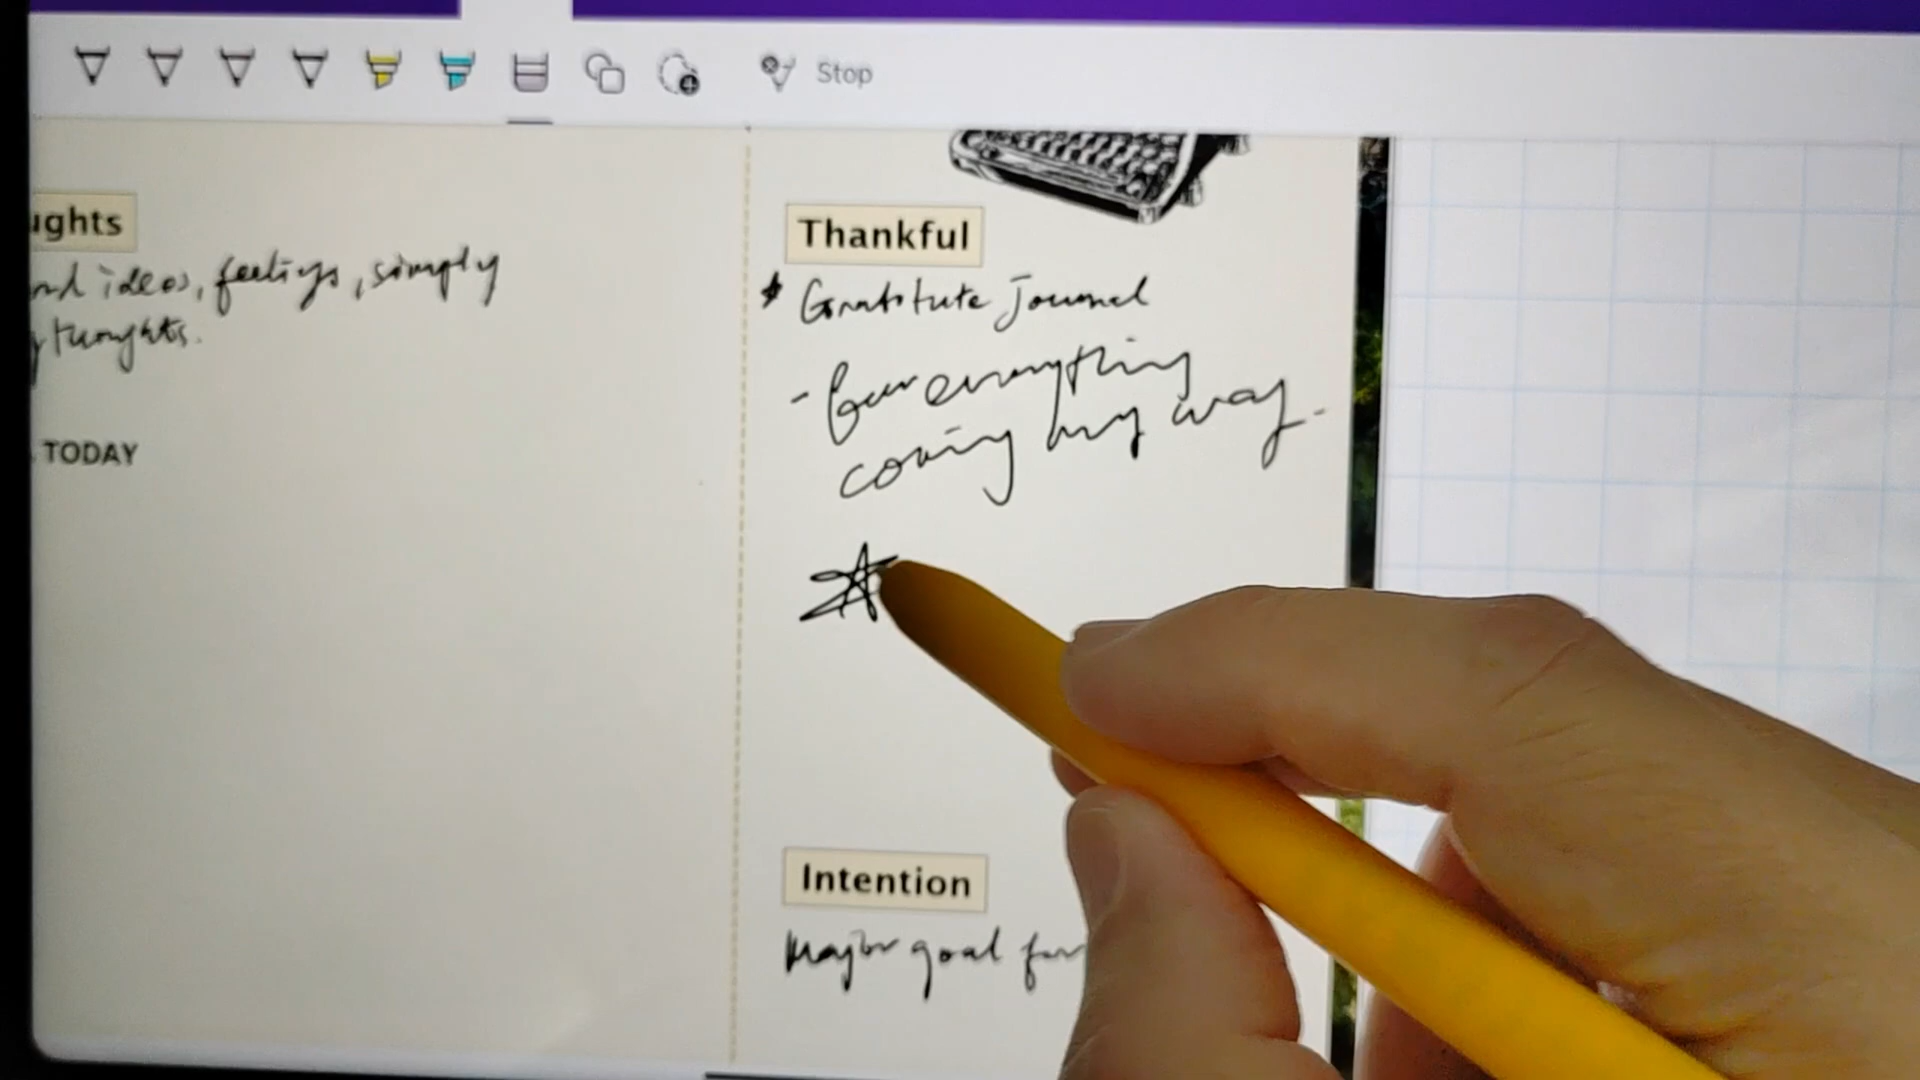 Stop
ughts
nd ideas, feelings, simply
y thoughts.
TODAY
Thankful
Gratitute Journal
- For everything
coming my way.
Intention
Major goal for